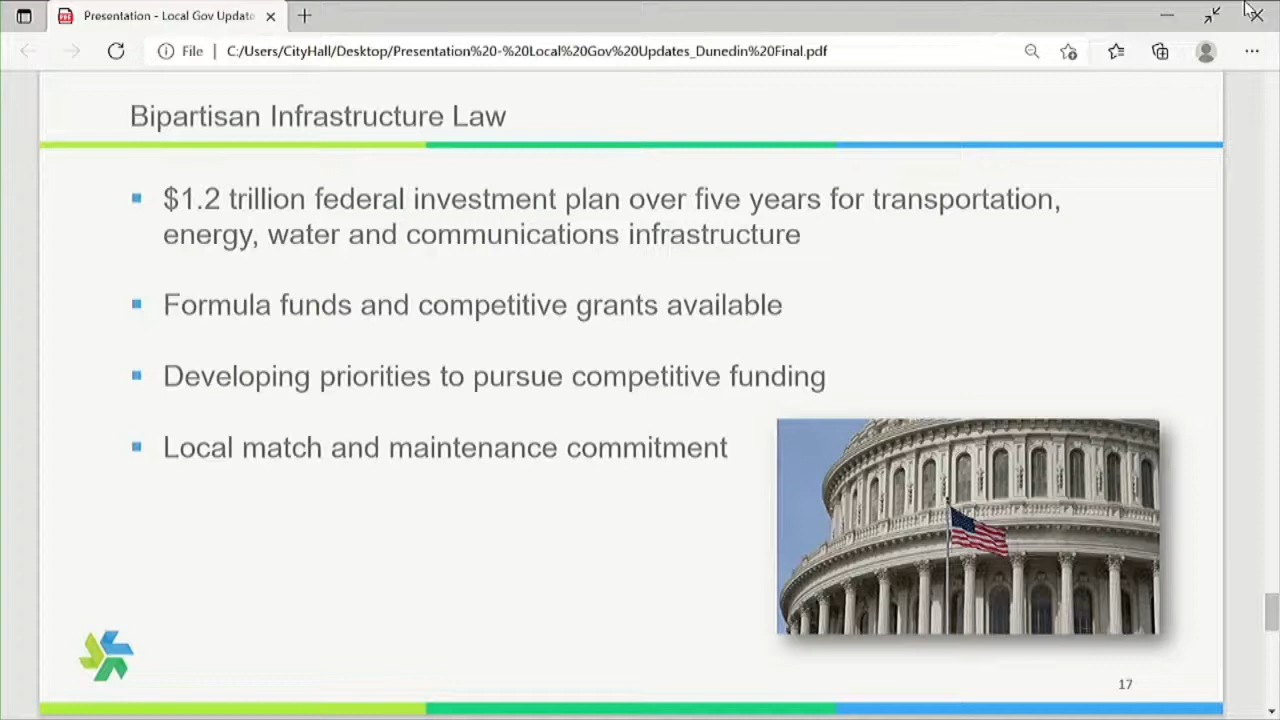 Presentation - Local Gov Update
File
C:/Users/CityHall/Desktop/Presentation%20-%20Local%20Gov%20Updates_Dunedin%20Final.pdf
Bipartisan Infrastructure Law
$1.2 trillion federal investment plan over five years for transportation,
energy, water and communications infrastructure
Formula funds and competitive grants available
Developing priorities to pursue competitive funding
Local match and maintenance commitment
17